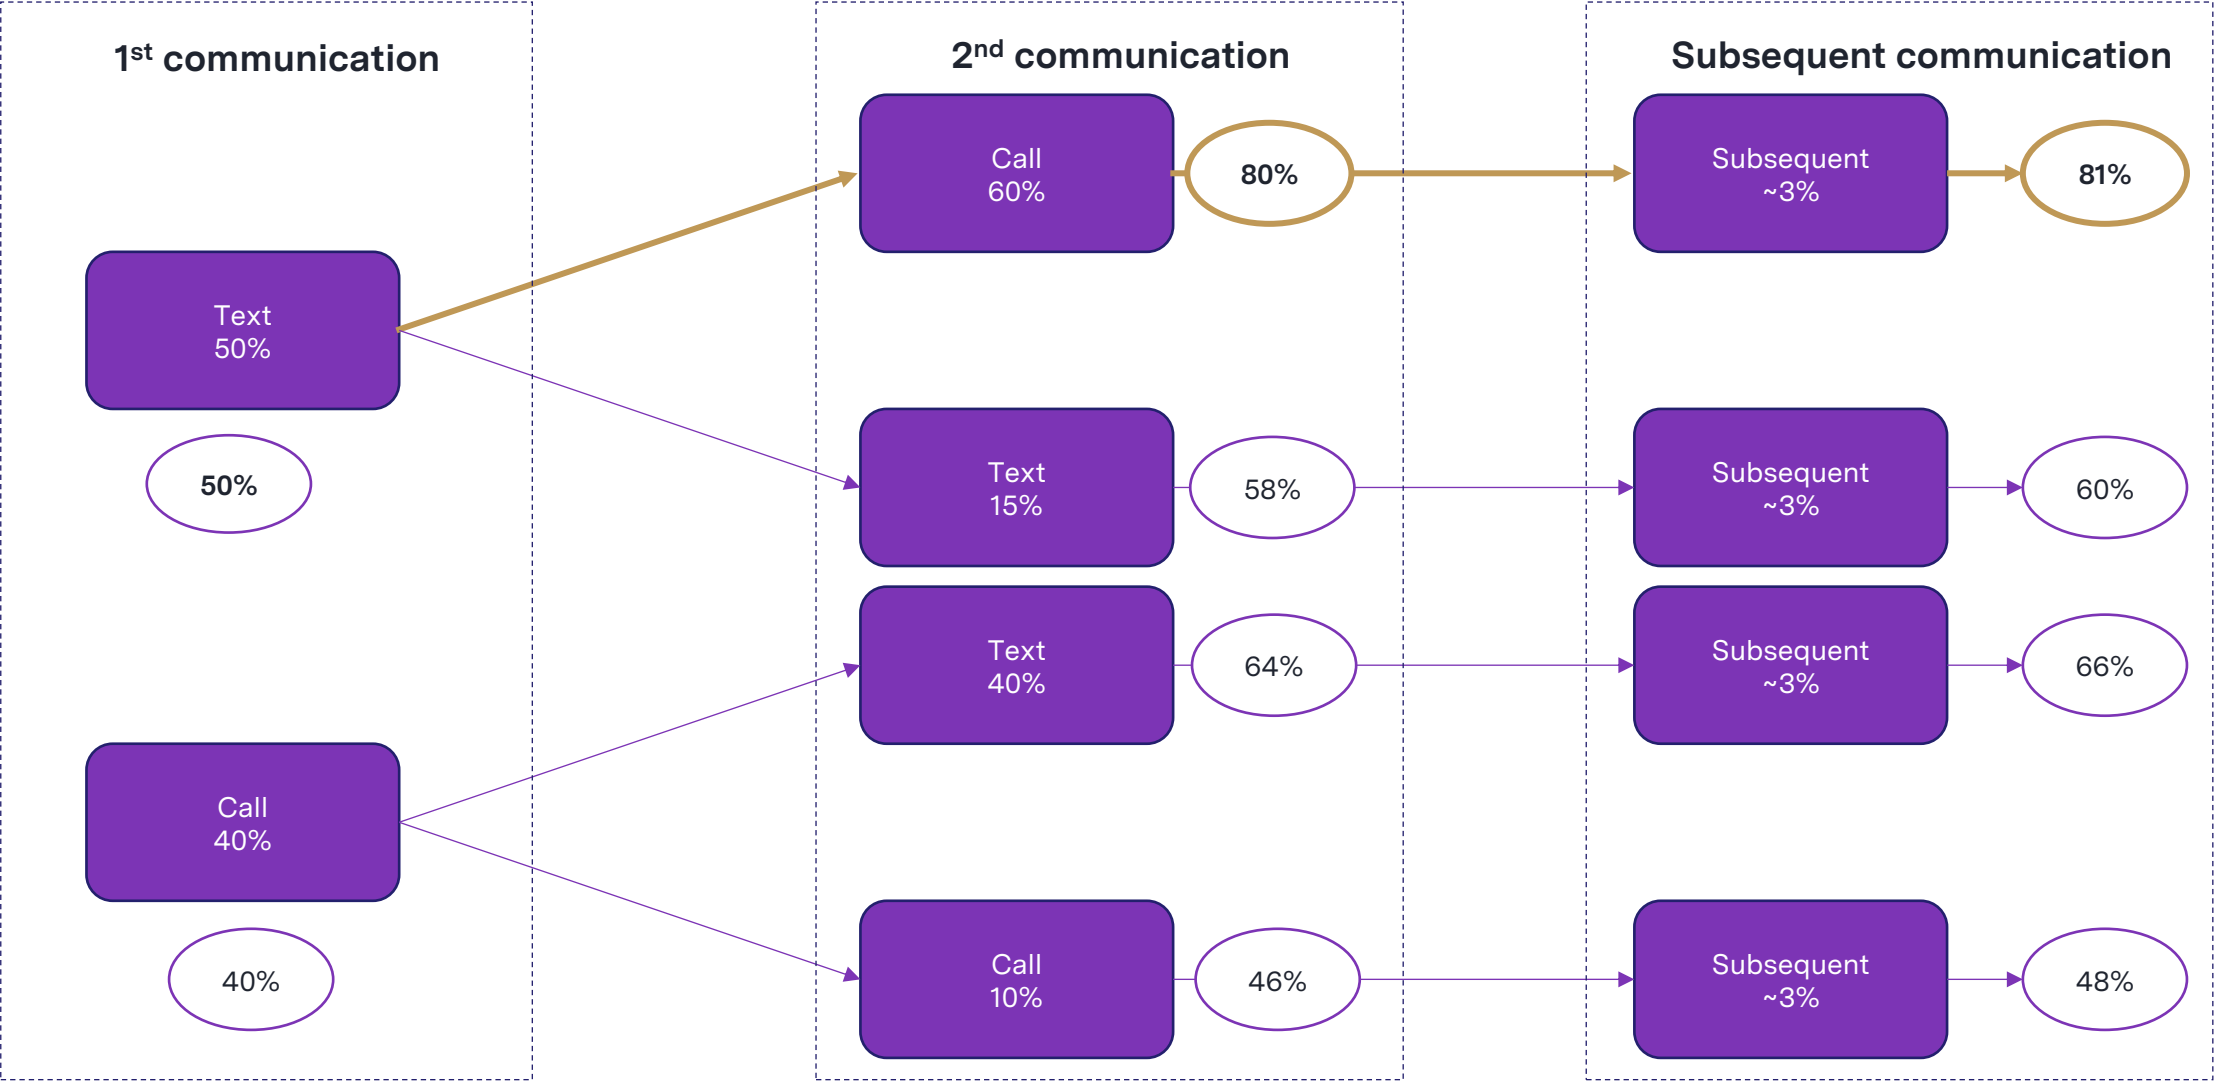 1st communication
2nd communication
Subsequent communication
Text
50%
50%
Call
40%
40%
Call
60%
80%
Text
15%
58%
Text
40%
64%
Call
10%
46%
Subsequent
~3%
81%
Subsequent
~3%
60%
Subsequent
~3%
66%
Subsequent
~3%
48%